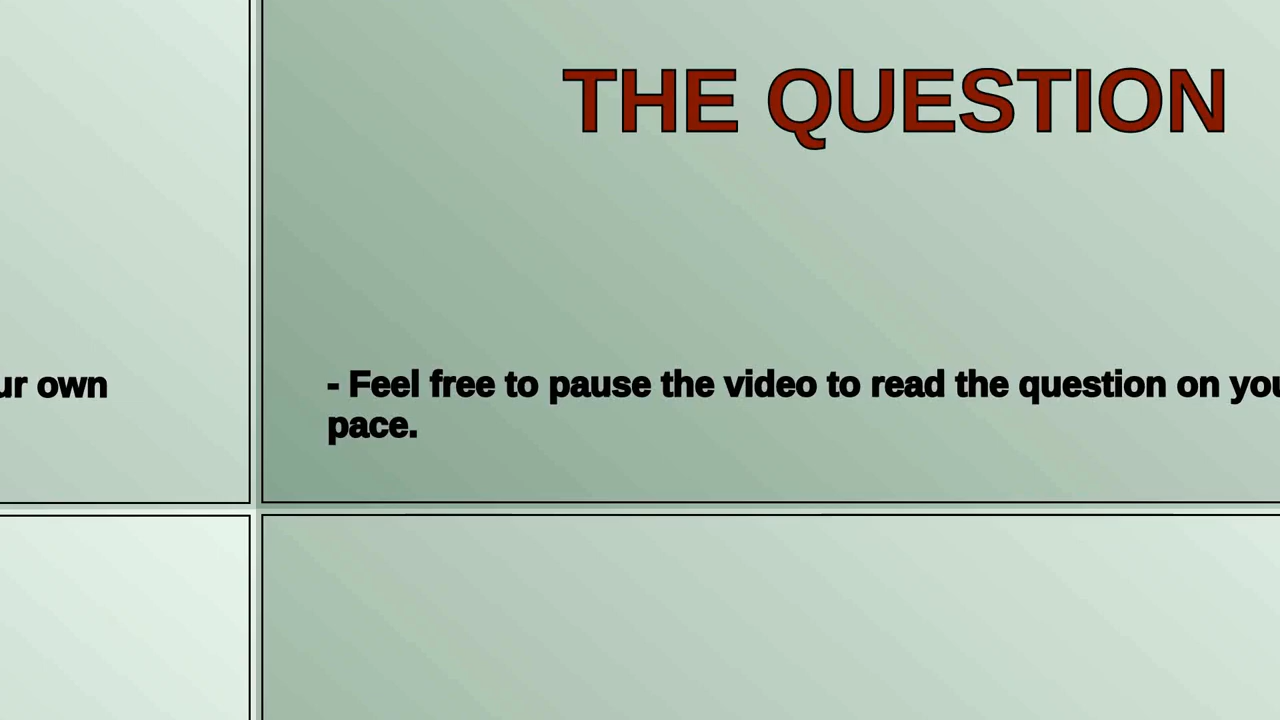 THE QUESTION
ur own
- Feel free to pause the video to read the question on you
pace.